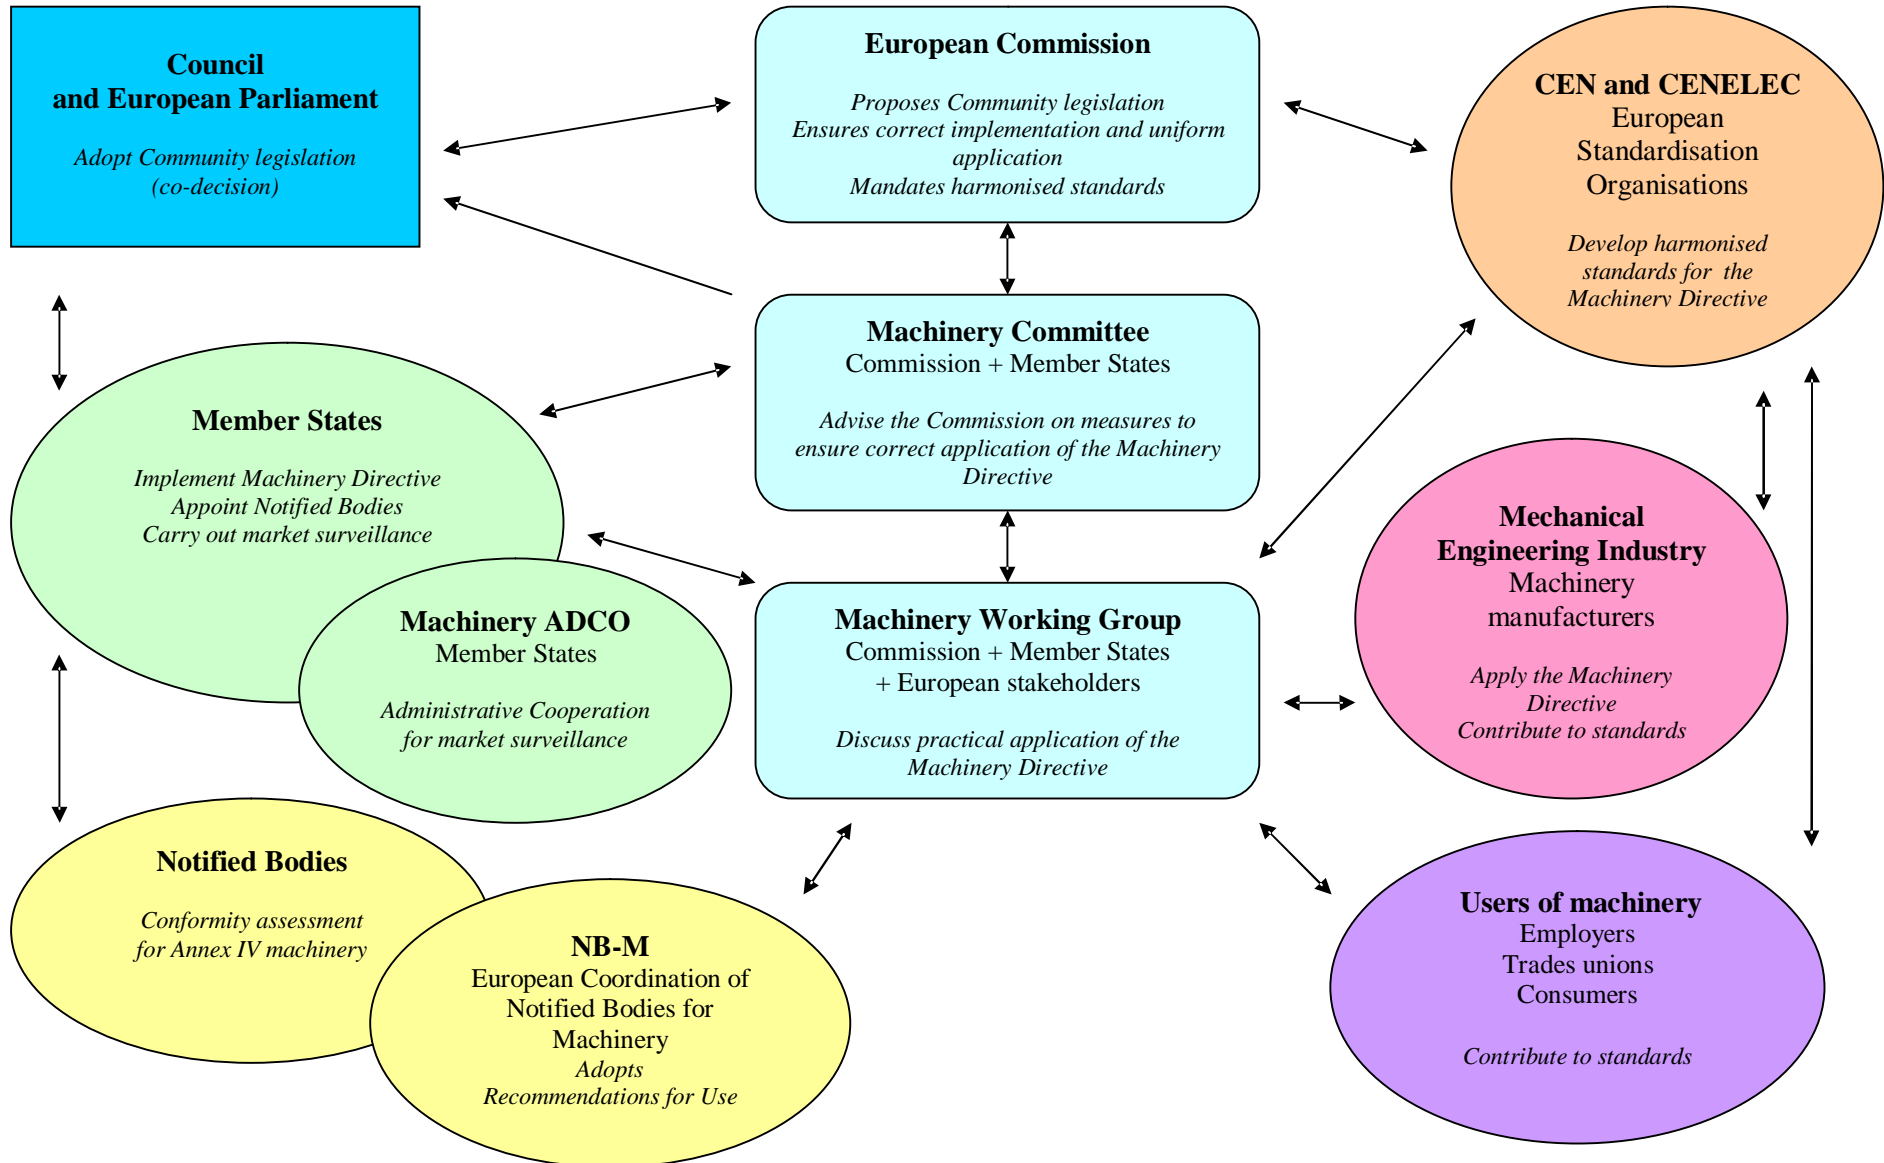 Council
and European Parliament
Adopt Community legislation
(co-decision)
European Commission
Proposes Community legislation
Ensures correct implementation and uniform
application
Mandates harmonised standards
CEN and CENELEC
European
Standardisation
Organisations
Develop harmonised
standards for the
Machinery Directive
Machinery Committee
Commission + Member States
Advise the Commission on measures to
ensure correct application of the Machinery
Directive
Member States
Implement Machinery Directive
Appoint Notified Bodies
Carry out market surveillance
Machinery ADCO
Member States
Administrative Cooperation
for market surveillance
Machinery Working Group
Commission + Member States
+ European stakeholders
Discuss practical application of the
Machinery Directive
Mechanical
Engineering Industry
Machinery
manufacturers
Apply the Machinery
Directive
Contribute to standards
Notified Bodies
Conformity assessment
for Annex IV machinery
NB-M
European Coordination of
Notified Bodies for
Machinery
Adopts
Recommendations for Use
Users of machinery
Employers
Trades unions
Consumers
Contribute to standards